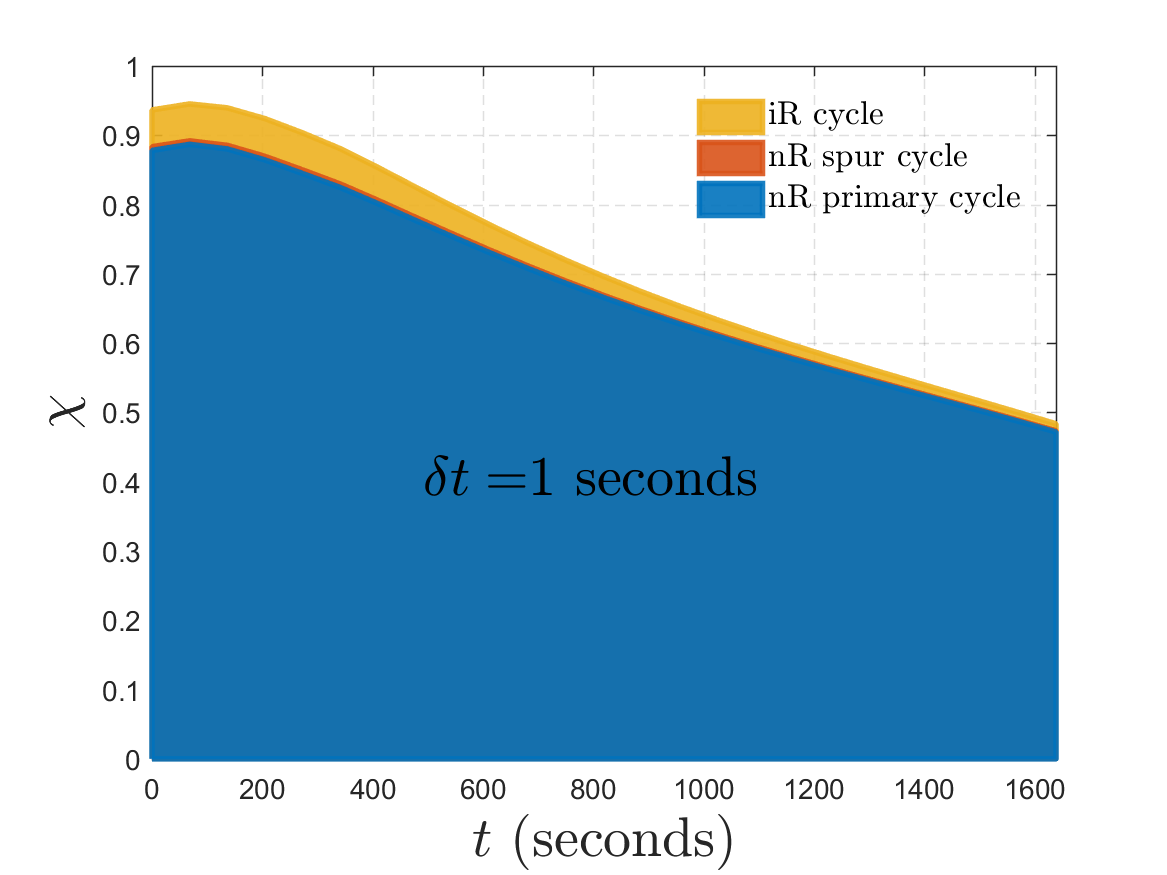 1
0.9
0.8
0.7
0.6
0.5
0.4
0.3
0.2
0.1
0
χ
iR cycle
nR spur cycle
nR primary cycle
δt =1 seconds
0 200 400 600 800 1000 1200 1400 1600
t (seconds)